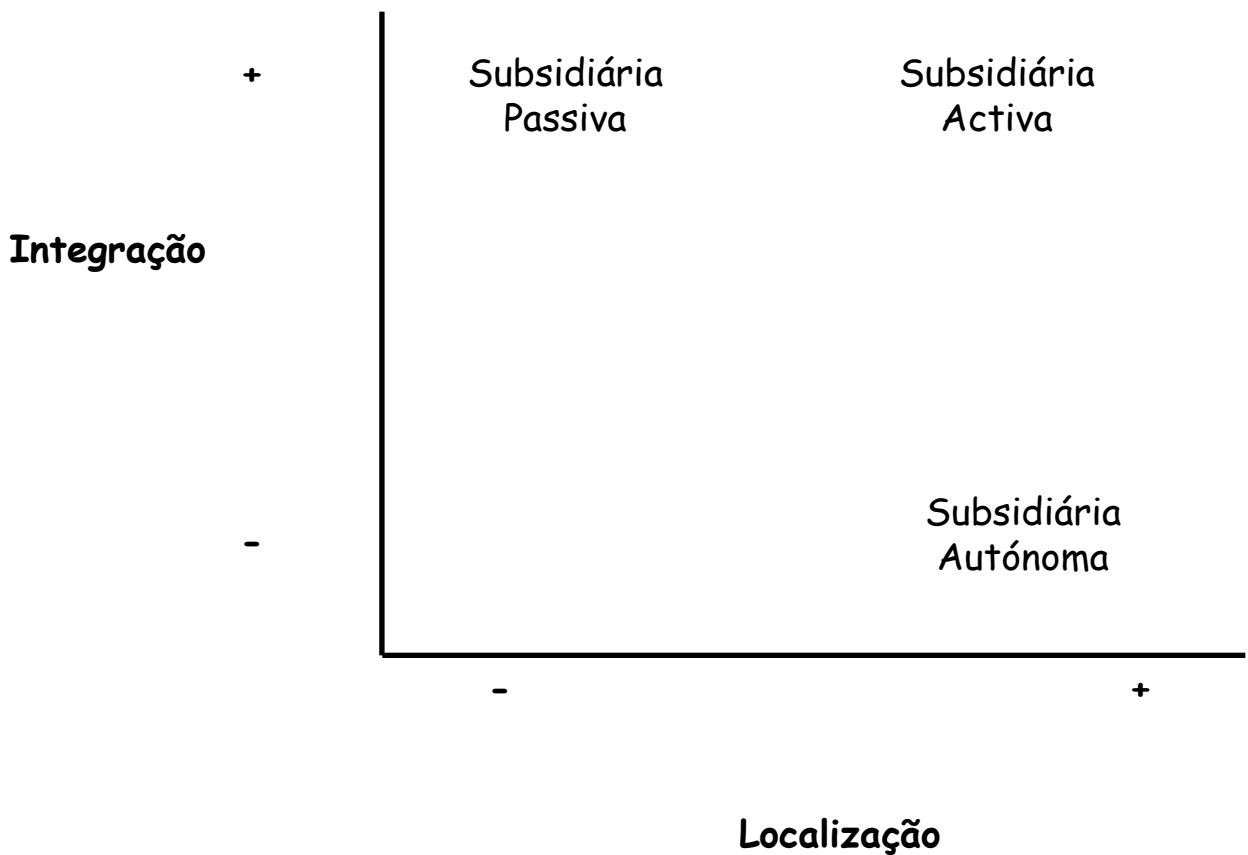 +
Subsidiária
Passiva
Subsidiária
Activa
Integração
-
Subsidiária
Autónoma
-
+
Localização